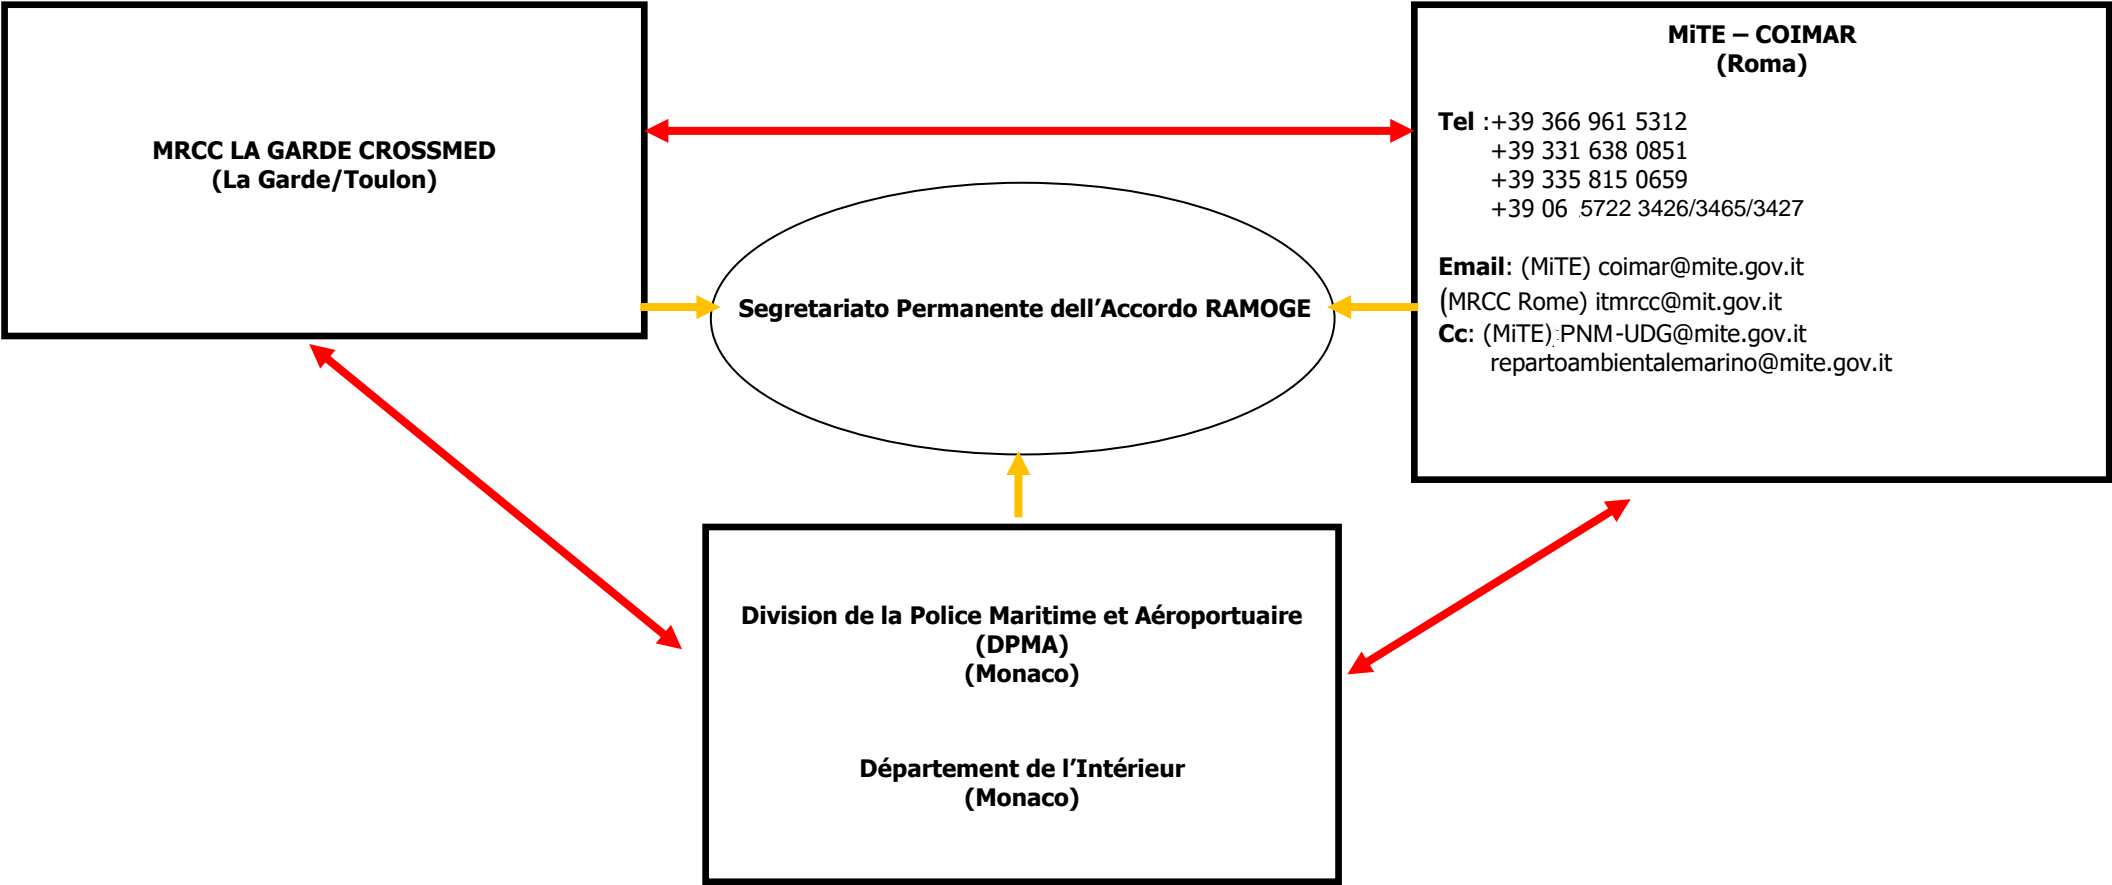 MRCC LA GARDE CROSSMED
(La Garde/Toulon)
MiTE – COIMAR
(Roma)
Tel :+39 366 961 5312
+39 331 638 0851
+39 335 815 0659
+39 06 5722 3426/3465/3427
Email: (MiTE) coimar@mite.gov.it
(MRCC Rome) itmrcc@mit.gov.it
Cc: (MiTE):PNM-UDG@mite.gov.it
repartoambientalemarino@mite.gov.it
Segretariato Permanente dell’Accordo RAMOGE
Division de la Police Maritime et Aéroportuaire
(DPMA)
(Monaco)
Département de l’Intérieur
(Monaco)